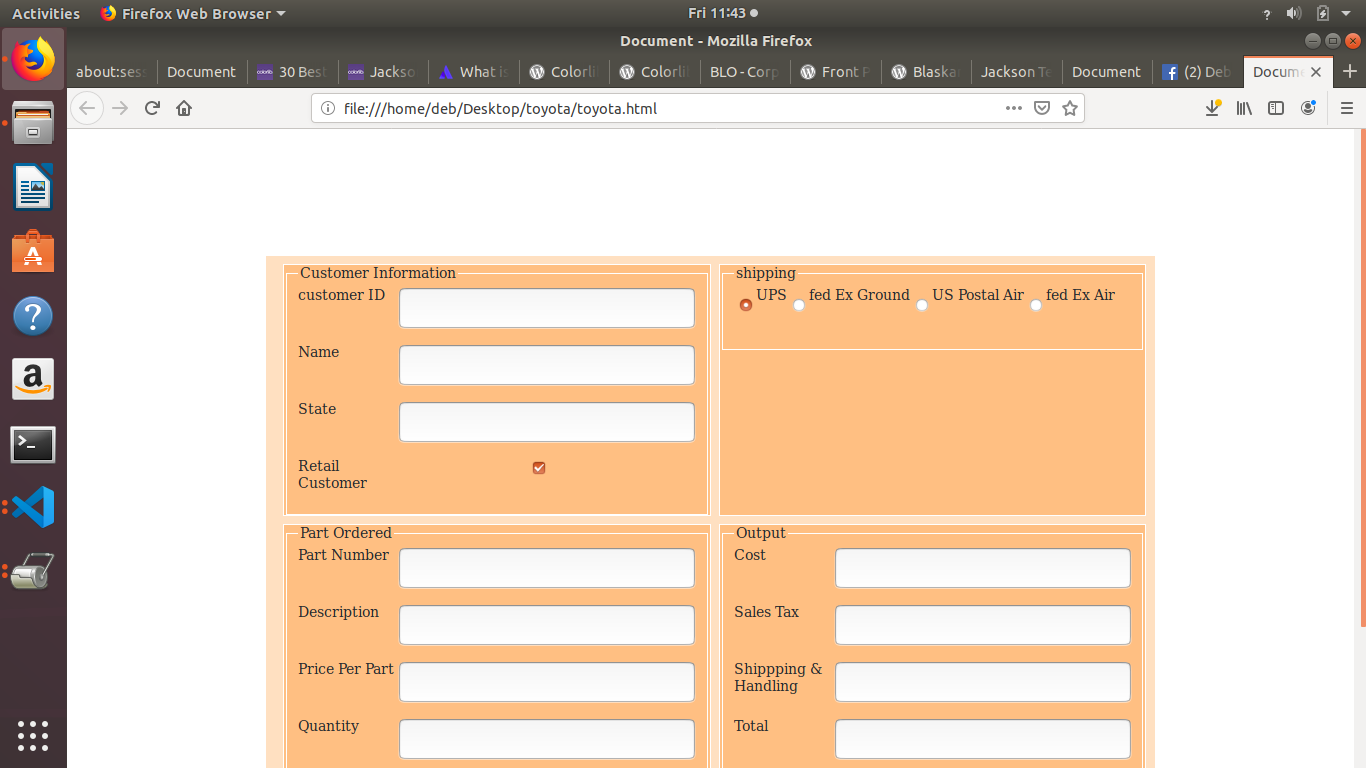 Activities Firefox Web Browser Fri 11:43
Document - Mozilla Firefox
about:ses Document 30 Best Jackso What is Colorli Colorli BLO - Corp Front P Blaska Jackson Te Document (2) Deb Docum
file:///home/deb/Desktop/toyota/toyota.html
Customer Information
customer ID
Name
State
Retail
Customer
shipping
UPS fed Ex Ground US Postal Air fed Ex Air
Part Ordered
Part Number
Description
Price Per Part
Quantity
Output
Cost
Sales Tax
Shippping &
Handling
Total